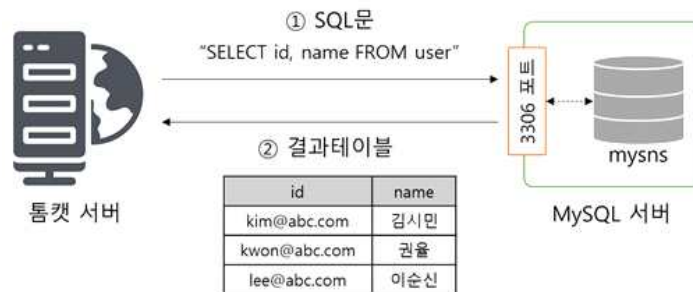 ① SQL문
“SELECT id, name FROM user”
② 결과테이블
id name
kim@abc.com 김시민
kwon@abc.com 권율
lee@abc.com 이순신
톰캣 서버
3306 포트
mysns
MySQL 서버